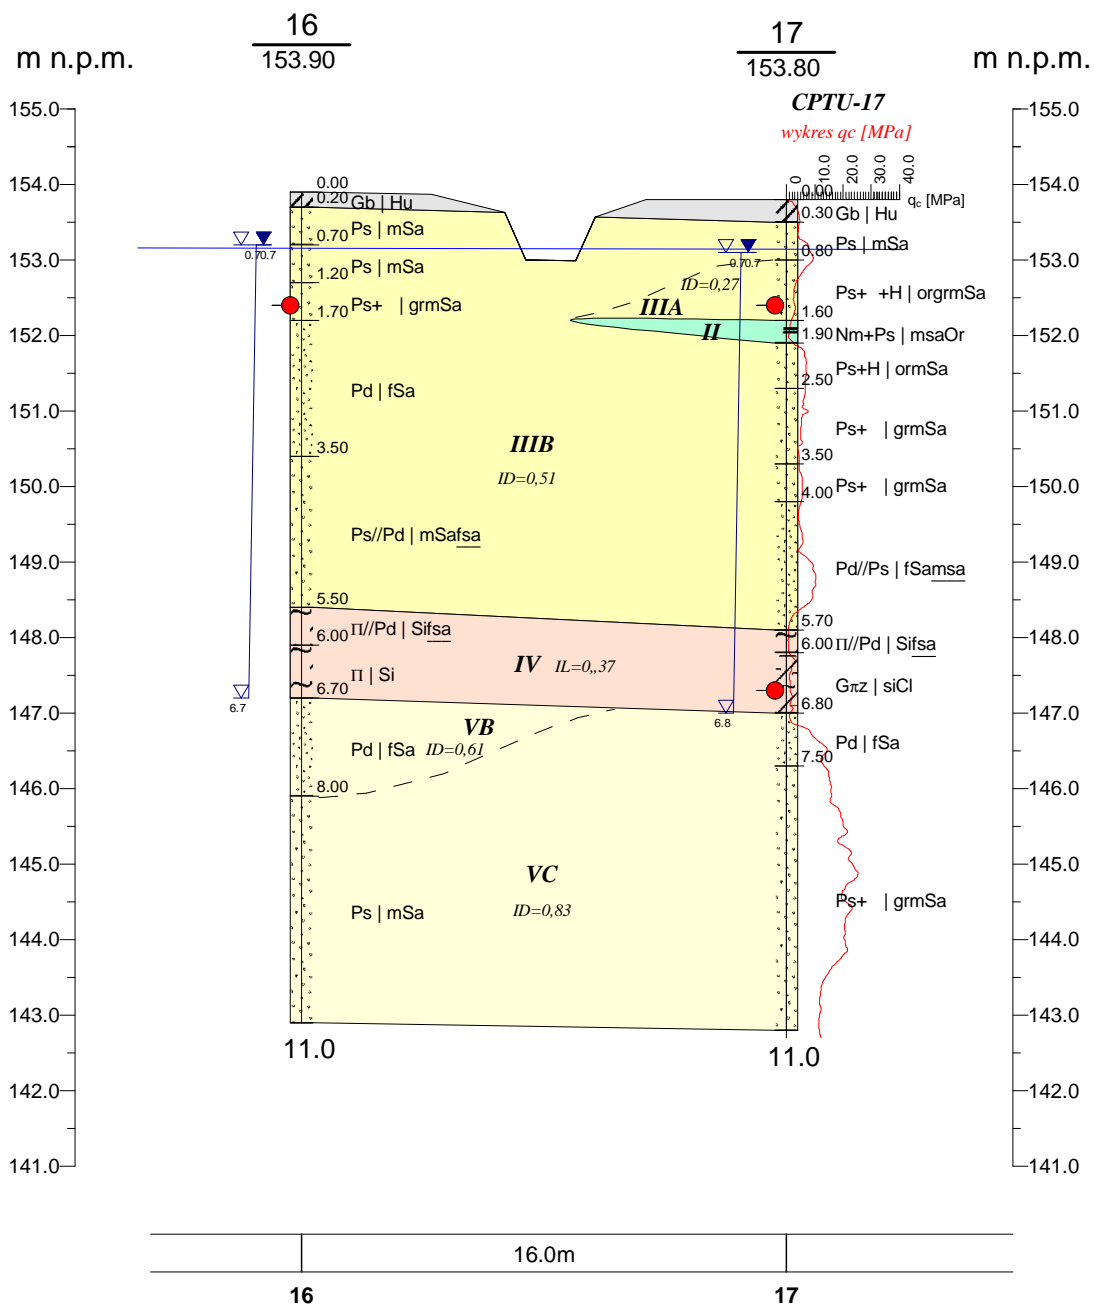 16
153.90
17
153.80
m n.p.m.
m n.p.m.
CPTU-17
wykres qc [MPa]
0
10.0
20.0
30.0
40.0
qc [MPa]
155.0
154.0
153.0
152.0
151.0
150.0
149.0
148.0
147.0
146.0
145.0
144.0
143.0
142.0
141.0
0.00
0.20
Gb | Hu
Ps | mSa
0.70
Ps | mSa
1.20
Ps+ | grmSa
1.70
Pd | fSa
3.50
Ps//Pd | mSafsa
5.50
Π//Pd | Sifsa
6.00
Π | Si
6.70
Pd | fSa
8.00
Ps | mSa
11.0
0.7
0.7
6.7
IIIA
ID=0,27
II
IIIB
ID=0,51
IV IL=0,,37
VB
ID=0,61
VC
ID=0,83
0.7
0.7
6.8
0.00
0.30
Gb | Hu
Ps | mSa
0.80
Ps+ +H | orgrmSa
1.60
1.90
Nm+Ps | msaOr
Ps+H | ormSa
2.50
Ps+ | grmSa
3.50
Ps+ | grmSa
4.00
Pd//Ps | fSamsa
5.70
6.00
Π//Pd | Sifsa
Gπz | siCl
6.80
Pd | fSa
7.50
Ps+ | grmSa
11.0
155.0
154.0
153.0
152.0
151.0
150.0
149.0
148.0
147.0
146.0
145.0
144.0
143.0
142.0
141.0
16.0m
16
17